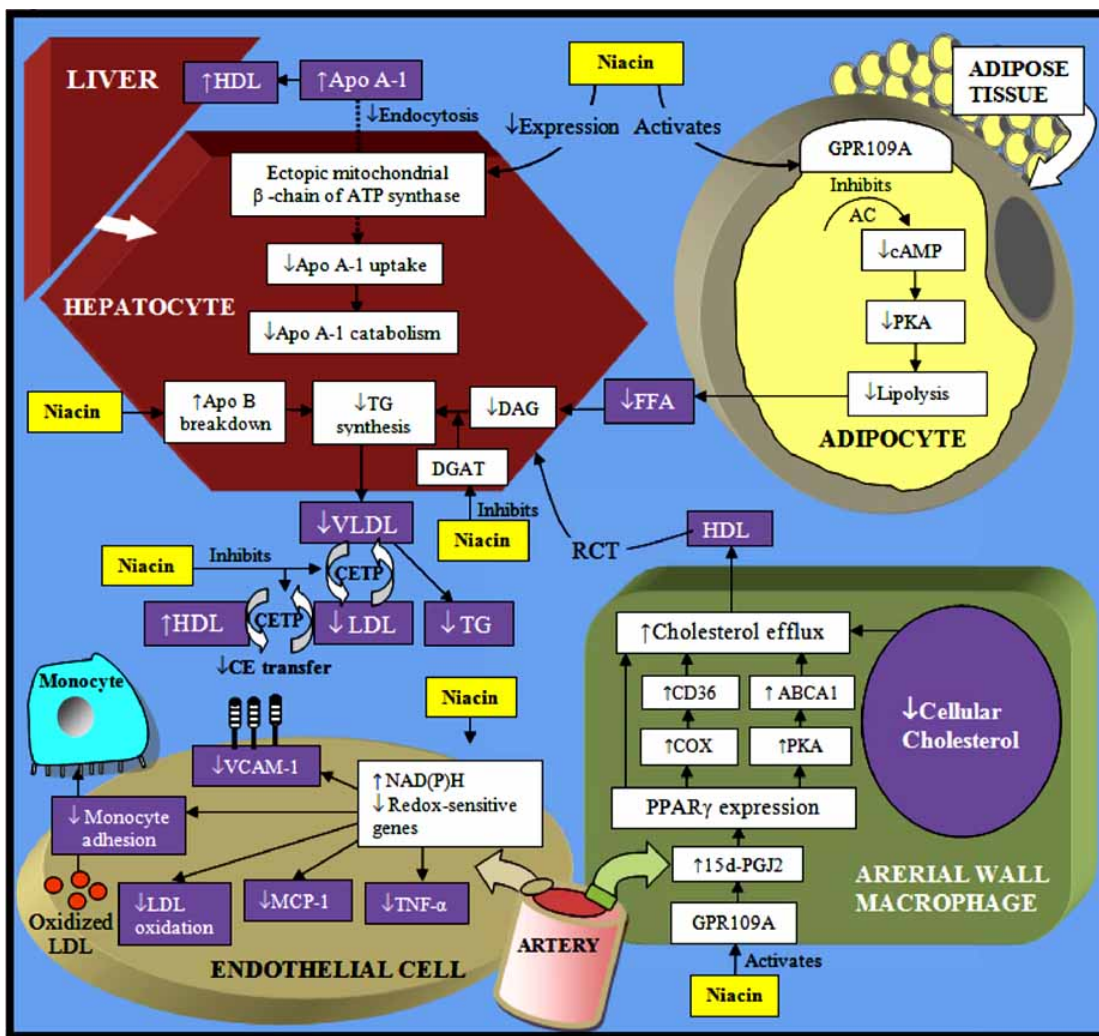 LIVER
↑HDL
↑Apo A-1
↓Endocytosis
Niacin
↓Expression
Activates
ADIPOSE
TISSUE
Ectopic mitochondrial
β -chain of ATP synthase
↓Apo A-1 uptake
HEPATOCYTE
↓Apo A-1 catabolism
GPR109A
Inhibits
AC
↓cAMP
↓PKA
↓Lipolysis
ADIPOCYTE
Niacin
↑Apo B
breakdown
↓TG
synthesis
↓DAG
↓FFA
DGAT
Inhibits
Niacin
↓VLDL
Niacin
Inhibits
CETP
↑HDL
CETP
↓LDL
↓TG
↓CE transfer
RCT
HDL
↑Cholesterol efflux
↑CD36
↑ABCA1
↑COX
↑PKA
PPARγ expression
↑15d-PGJ2
GPR109A
Activates
Niacin
↓Cellular
Cholesterol
ARERIAL WALL
MACROPHAGE
Monocyte
Niacin
↓VCAM-1
↑NAD(P)H
↓Redox-sensitive
genes
↓Monocyte
adhesion
Oxidized
LDL
↓LDL
oxidation
↓MCP-1
↓TNF-α
ENDOTHELIAL CELL
ARTERY